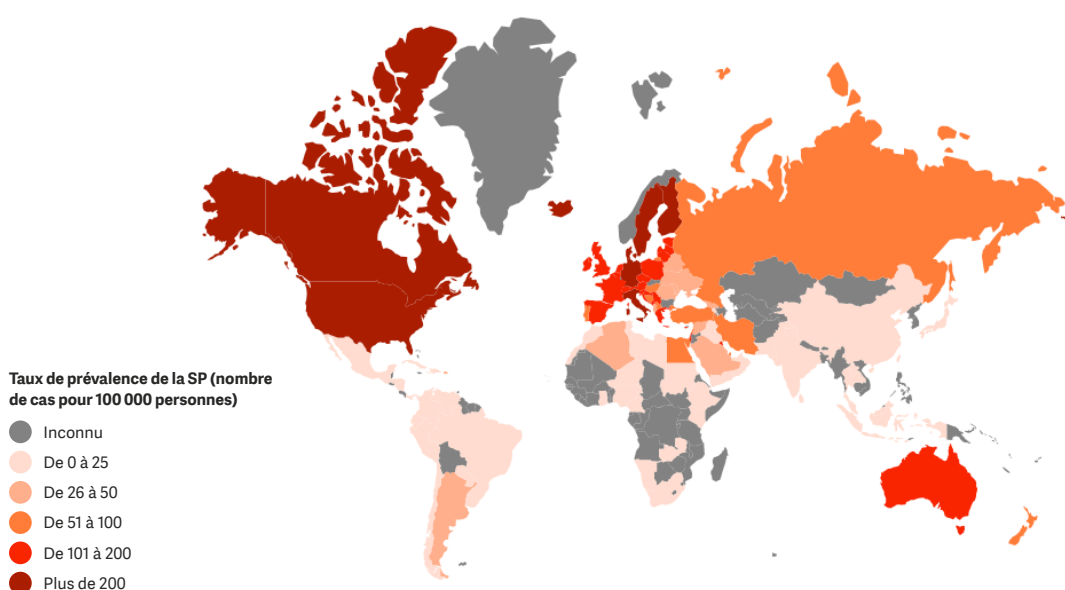 Taux de prévalence de la SP (nombre
de cas pour 100 000 personnes)
Inconnu
De 0 à 25
De 26 à 50
De 51 à 100
De 101 à 200
Plus de 200